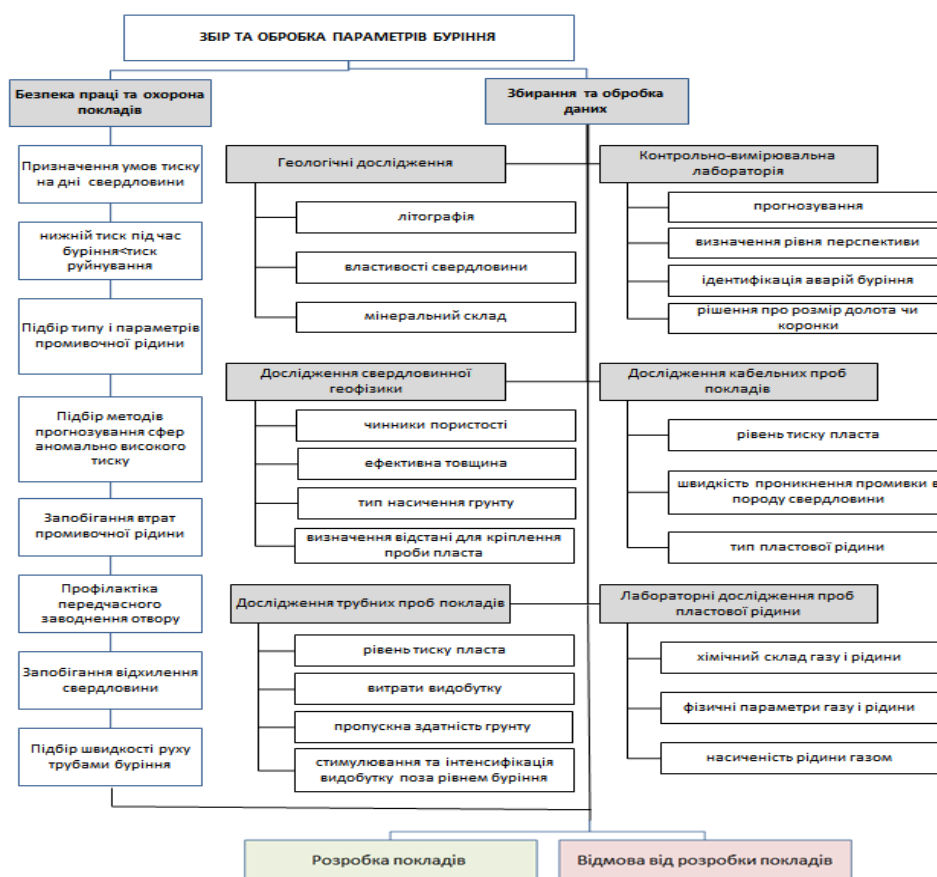 ЗБІР ТА ОБРОБКА ПАРАМЕТРІВ БУРІННЯ
Безпека праці та охорона
покладів
Призначення умов тиску
на дні свердловини
нижній тиск під час
буріння<тиск
руйнування
Підбір типу і параметрів
промивочної рідини
Підбір методів
прогнозування сфер
аномально високого
тиску
Запобігання втрат
промивочної рідини
Профілактика
передчасного
заводнення отвору
Запобігання відхилення
свердловини
Підбір швидкості руху
трубами буріння
Збирання та обробка
даних
Геологічні дослідження
літографія
властивості свердловини
мінеральний склад
Контрольно-вимірювальна
лабораторія
прогнозування
визначення рівня перспективи
ідентифікація аварій буріння
рішення про розмір долота чи
коронки
Дослідження свердловинної
геофізики
чинники пористості
ефективна товщина
тип насичення грунту
визначення відстані для кріплення
проби пласта
Дослідження кабельних проб
покладів
рівень тиску пласта
швидкість проникнення промивки в
породу свердловини
тип пластової рідини
Дослідження трубних проб покладів
рівень тиску пласта
витрати видобутку
пропускна здатність грунту
стимулювання та інтенсифікація
видобутку поза рівнем буріння
Лабораторні дослідження проб
пластової рідини
хімічний склад газу і рідини
фізичні параметри газу і рідини
насиченість рідини газом
Розробка покладів
Відмова від розробки покладів